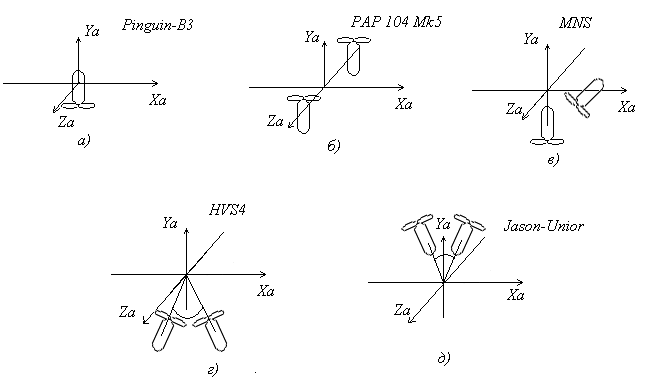 Pinguin-B3
Ya
Xa
Za
а)
PAP 104 Mk5
Ya
Xa
Za
б)
MNS
Ya
Xa
Za
в)
HVS4
Ya
Xa
Za
г)
Jason-Unior
Ya
Xa
Za
д)